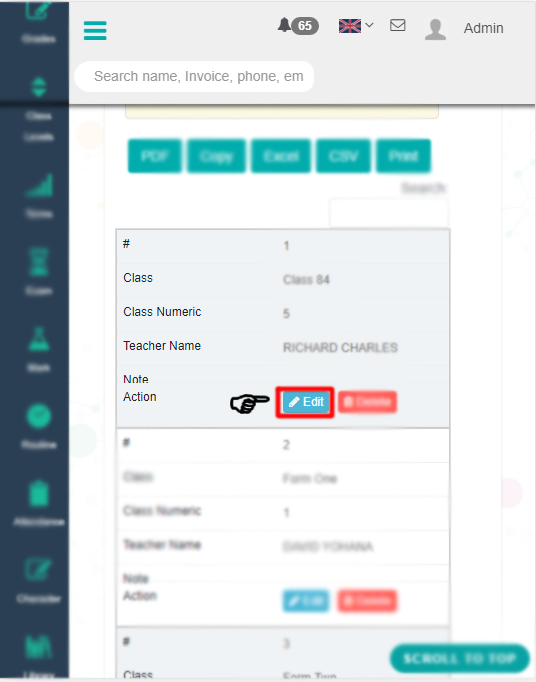 Grades
65
Admin
Search name, Invoice, phone, em
Class
Levels
PDF Copy Excel CSV Print
Terms
Search
# 1
Class Class 84
Exam
Class Numeric 5
Teacher Name RICHARD CHARLES
Mark
Note
Action Edit Delete
Routine
# 2
Class Form One
Class Numeric 1
Attendance
Teacher Name DAVID YOHANA
Note
Action Edit Delete
Character
# 3
SCROLL TO TOP
Class Form Two
Library